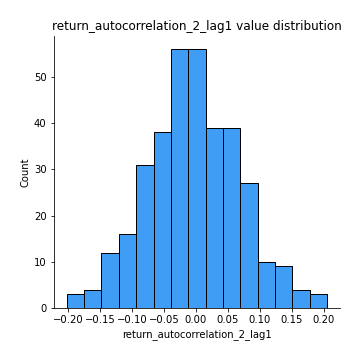 return_autocorrelation_2_lag1 value distribution
50
40
30
20
10
0
Count
−0.20 −0.15 −0.10 −0.05 0.00 0.05 0.10 0.15 0.20
return_autocorrelation_2_lag1